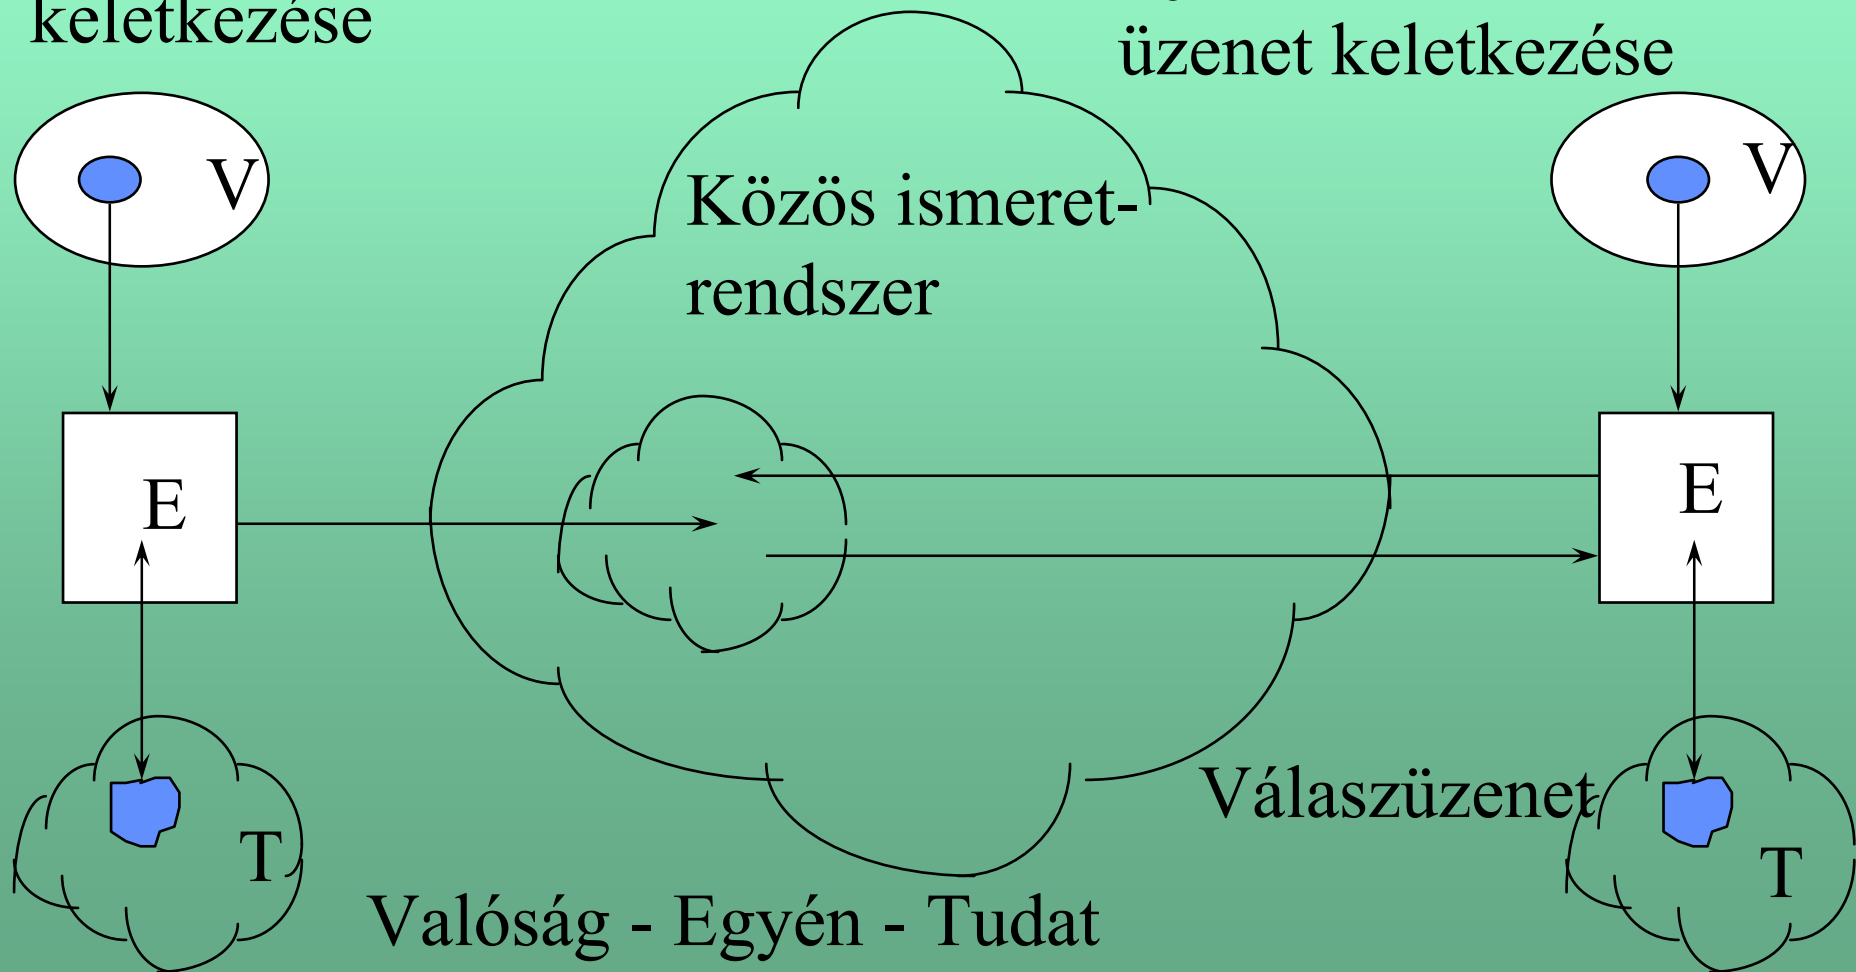 keletkezése
üzenet keletkezése
V
V
Közös ismeret-
rendszer
E
E
Válaszüzenet
T
T
Valóság - Egyén - Tudat